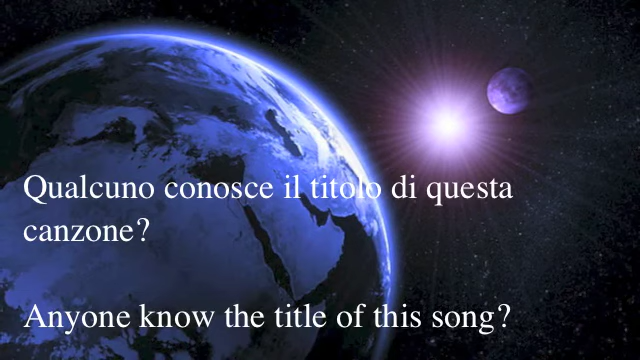 Qualcuno conosce il titolo di questa
canzone?
Anyone know the title of this song?